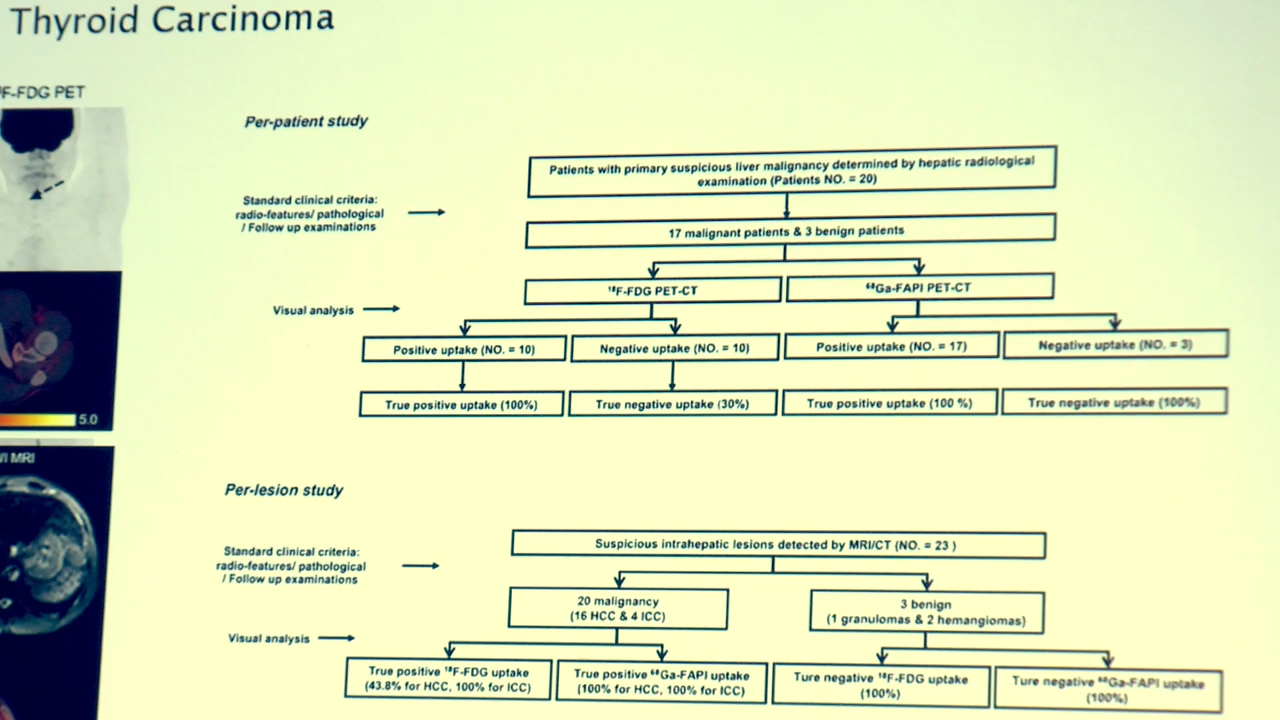 Thyroid Carcinoma
F-FDG PET
5.0
MRI
Per-patient study
Patients with primary suspicious liver malignancy determined by hepatic radiological
examination (Patients NO. = 20)
Standard clinical criteria:
radio-features/ pathological
/ Follow up examinations
17 malignant patients & 3 benign patients
¹⁸F-FDG PET-CT
⁶⁸Ga-FAPI PET-CT
Visual analysis
Positive uptake (NO. = 10)
Negative uptake (NO. = 10)
Positive uptake (NO. = 17)
Negative uptake (NO. = 3)
True positive uptake (100%)
True negative uptake (30%)
True positive uptake (100 %)
True negative uptake (100%)
Per-lesion study
Suspicious intrahepatic lesions detected by MRI/CT (NO. = 23 )
Standard clinical criteria:
radio-features/ pathological
/ Follow up examinations
20 malignancy
(16 HCC & 4 ICC)
3 benign
(1 granulomas & 2 hemangiomas)
Visual analysis
True positive ¹⁸F-FDG uptake
(43.8% for HCC, 100% for ICC)
True positive ⁶⁸Ga-FAPI uptake
(100% for HCC, 100% for ICC)
Ture negative ¹⁸F-FDG uptake
(100%)
Ture negative ⁶⁸Ga-FAPI uptake
(100%)